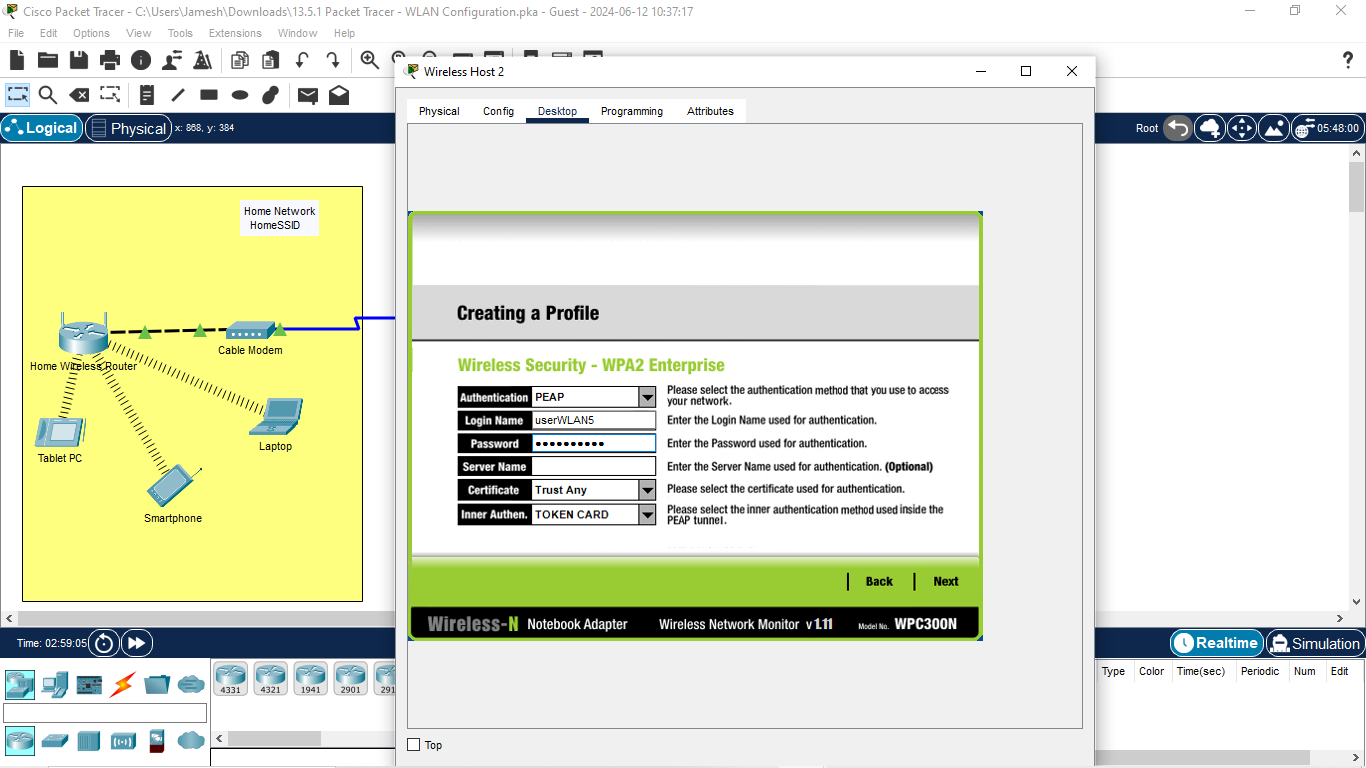 Cisco Packet Tracer - C:\Users\Jamesh\Downloads\13.5.1 Packet Tracer - WLAN Configuration.pka - Guest - 2024-06-12 10:37:17
File Edit Options View Tools Extensions Window Help
Wireless Host 2
Physical Config Desktop Programming Attributes
Logical Physical x: 868, y: 384
Root 05:48:00
Home Network
HomeSSID
Home Wireless Router
Cable Modem
Tablet PC
Smartphone
Laptop
Creating a Profile
Wireless Security - WPA2 Enterprise
Authentication PEAP Please select the authentication method that you use to access
your network.
Login Name userWLAN5 Enter the Login Name used for authentication.
Password •••••••••• Enter the Password used for authentication.
Server Name Enter the Server Name used for authentication. (Optional)
Certificate Trust Any Please select the certificate used for authentication.
Inner Authen. TOKEN CARD Please select the inner authentication method used inside the
PEAP tunnel.
Back Next
Wireless-N Notebook Adapter Wireless Network Monitor v 1.11 Model No. WPC300N
Top
Time: 02:59:05
Realtime Simulation
4331 4321 1941 2901 291
Type Color Time(sec) Periodic Num Edit